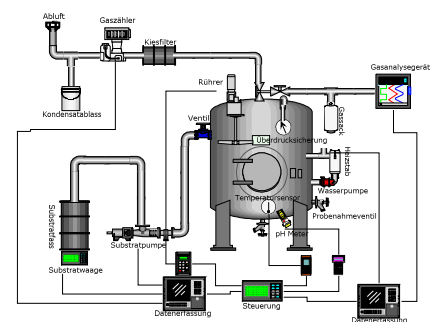 Abluft
Gaszähler
Kiesfilter
Gasanalysegerät
Rührer
Kondensatablass
Ventil
Gassack
Überdrucksicherung
Heizstab
Wasserpumpe
Temperatursensor
Substratfass
Probenahmeventil
Substratpumpe
pH Meter
Substratwaage
Datenerfassung
Steuerung
Datenerfassung